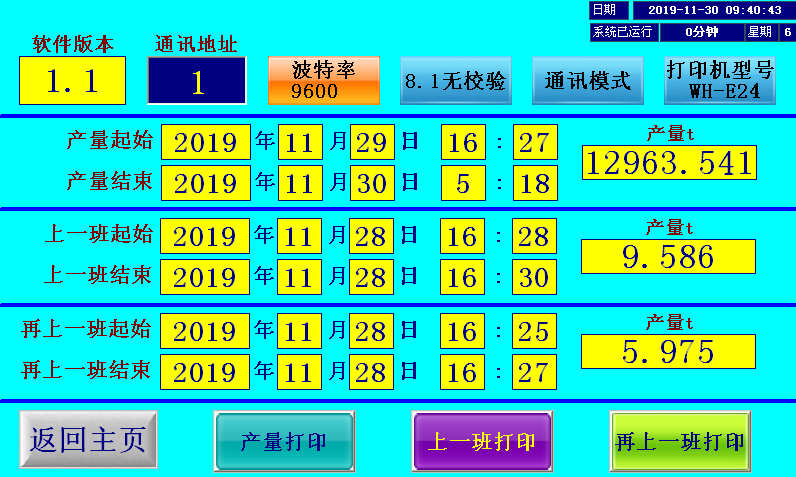 日期 2019-11-30 09:40:43
系统已运行 0分钟 星期 6
软件版本 通讯地址
1.1 1 波特率 9600 8.1无校验 通讯模式 打印机型号 WH-E24
产量起始 2019 年 11 月 29 日 16 : 27
产量t
12963.541
产量结束 2019 年 11 月 30 日 5 : 18
上一班起始 2019 年 11 月 28 日 16 : 28
产量t
9.586
上一班结束 2019 年 11 月 28 日 16 : 30
再上一班起始 2019 年 11 月 28 日 16 : 25
产量t
5.975
再上一班结束 2019 年 11 月 28 日 16 : 27
返回主页 产量打印 上一班打印 再上一班打印